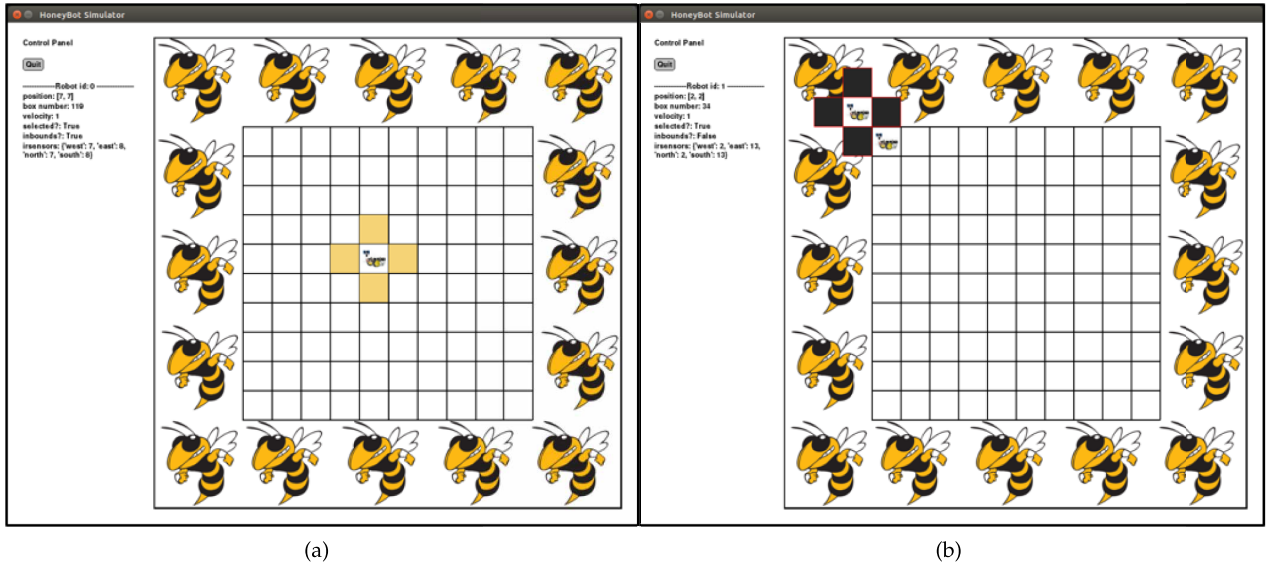 HoneyBot Simulator
Control Panel
Quit
------------Robot id: 0 -------------
position: [7, 7]
box number: 119
velocity: 1
selected?: True
inbounds?: True
irsensors: {'west': 7, 'east': 8,
'north': 7, 'south': 8}
(a)
HoneyBot Simulator
Control Panel
Quit
------------Robot id: 1 -------------
position: [2, 2]
box number: 34
velocity: 1
selected?: True
inbounds?: False
irsensors: {'west': 2, 'east': 13,
'north': 2, 'south': 13}
(b)